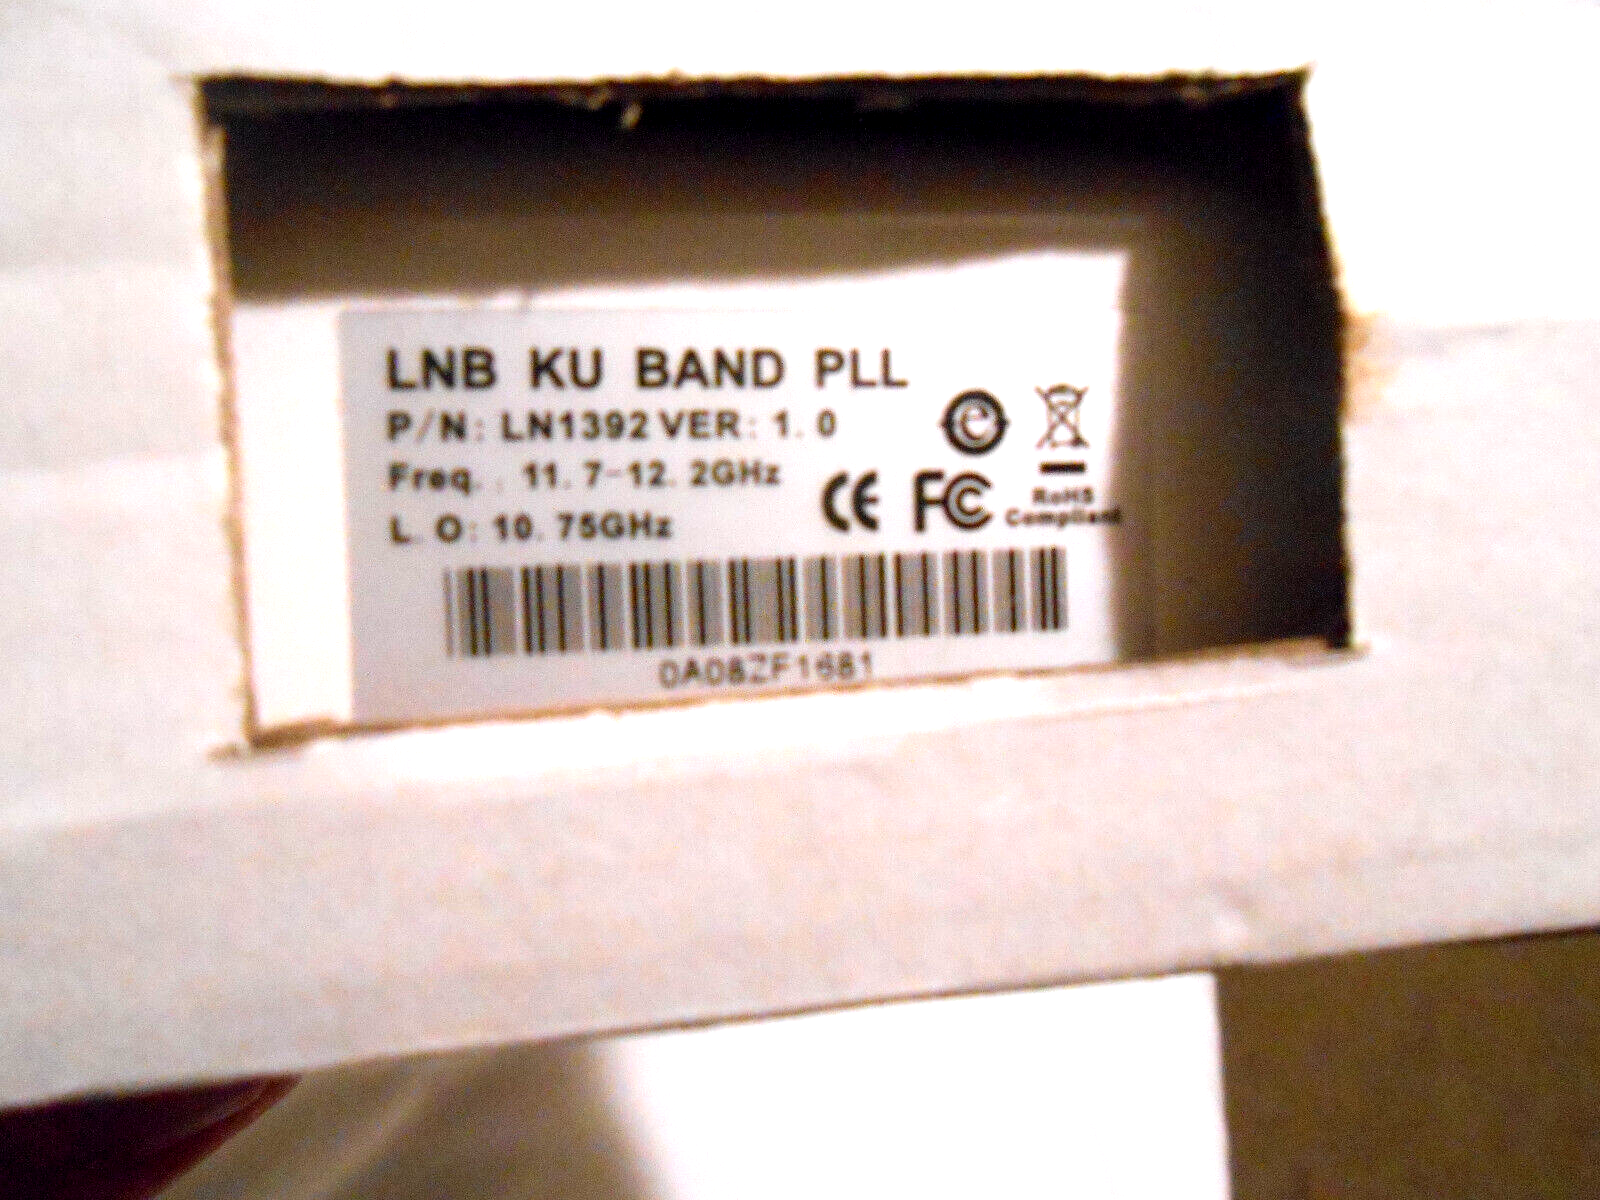 LNB KU BAND PLL
P/N: LN1392 VER: 1.0
Freq.: 11.7-12.2GHz
L.O: 10.75GHz
e
CE FC
RoHS
Compliant
0A08ZF1681